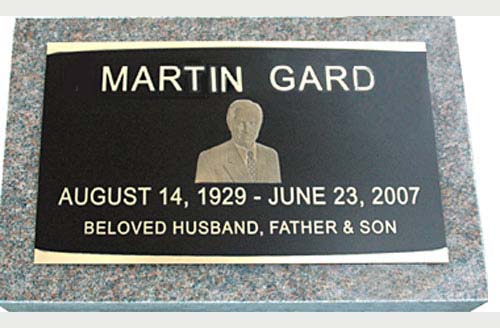 MARTIN GARD
AUGUST 14, 1929 - JUNE 23, 2007
BELOVED HUSBAND, FATHER & SON